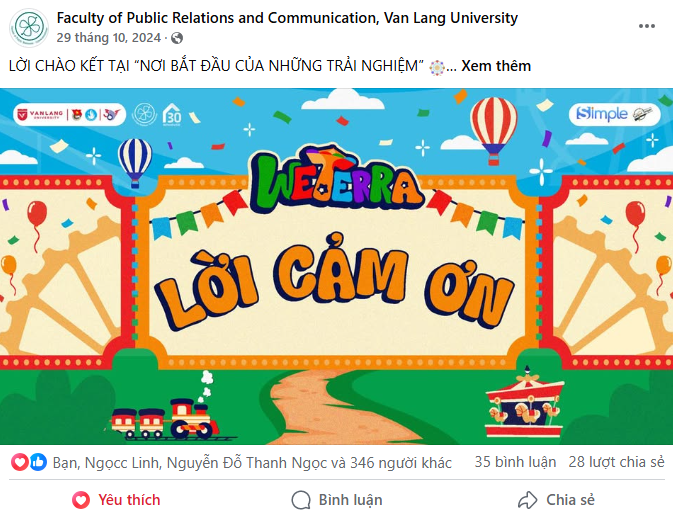 Faculty of Public Relations and Communication, Van Lang University
29 tháng 10, 2024 ·
LỜI CHÀO KẾT TẠI “NƠI BẮT ĐẦU CỦA NHỮNG TRẢI NGHIỆM” ... Xem thêm
VAN LANG
UNIVERSITY
30
Simple
WETERRA
LỜI CẢM ƠN
Bạn, Ngọcc Linh, Nguyễn Đỗ Thanh Ngọc và 346 người khác 35 bình luận 28 lượt chia sẻ
Yêu thích Bình luận Chia sẻ